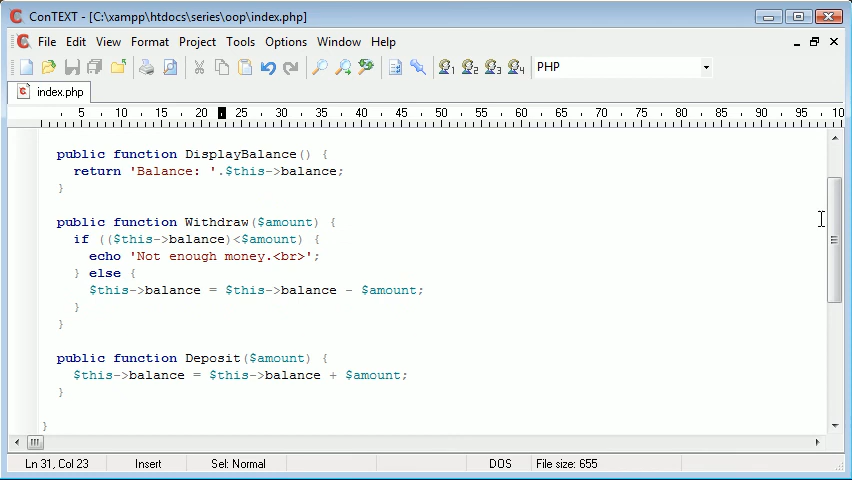 ConTEXT - [C:\xampp\htdocs\series\oop\index.php]
File Edit View Format Project Tools Options Window Help
1 2 3 4 PHP
index.php
5 10 15 20 25 30 35 40 45 50 55 60 65 70 75 80 85 90 95 10
public function DisplayBalance() {
return 'Balance: '.$this->balance;
}
public function Withdraw($amount) {
if (($this->balance)<$amount) {
echo 'Not enough money.<br>';
} else {
$this->balance = $this->balance - $amount;
}
}
public function Deposit($amount) {
$this->balance = $this->balance + $amount;
}
}
Ln 31, Col 23 Insert Sel: Normal DOS File size: 655